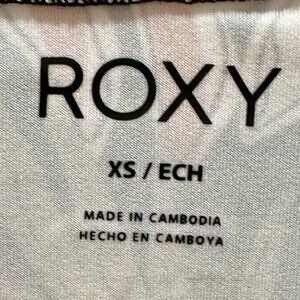 ROXY
XS / ECH
MADE IN CAMBODIA
HECHO EN CAMBOYA